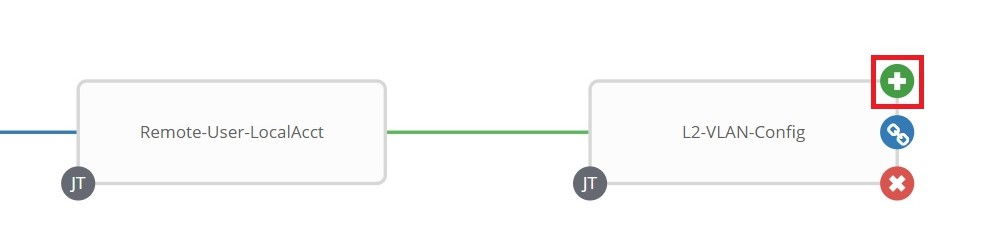 Remote-User-LocalAcct
L2-VLAN-Config
JT
JT